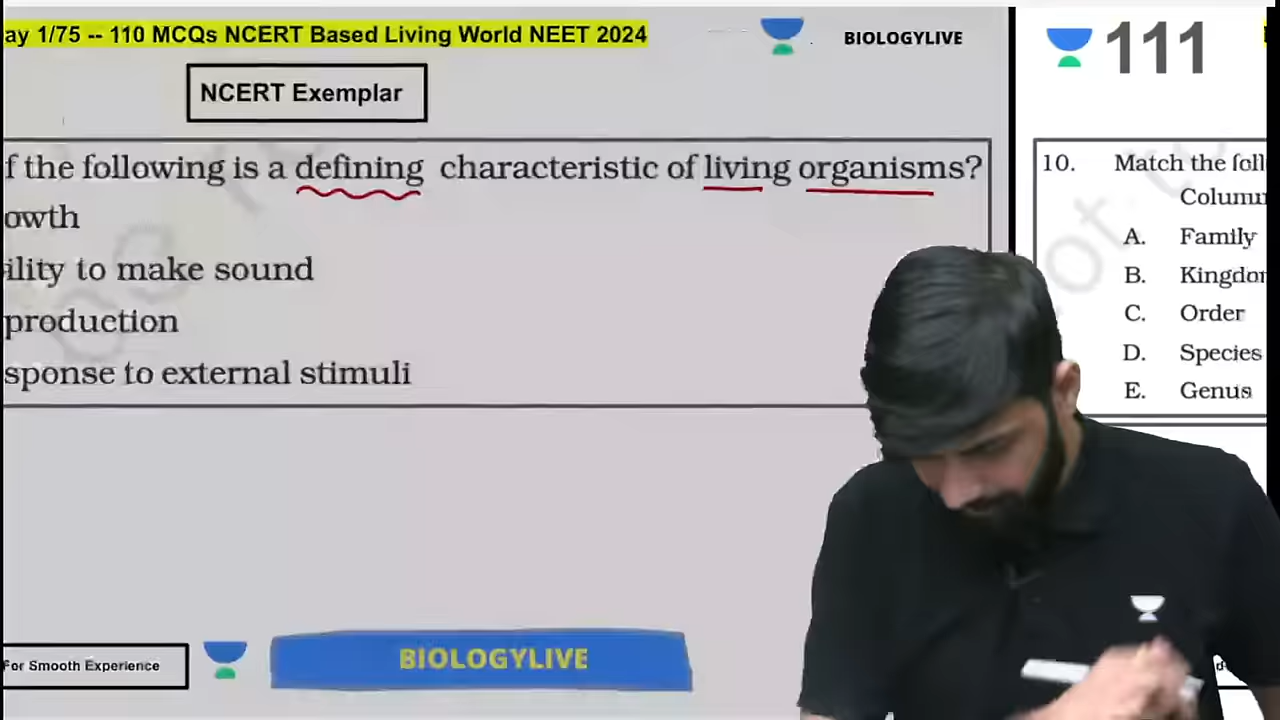 ay 1/75 -- 110 MCQs NCERT Based Living World NEET 2024
BIOLOGYLIVE
NCERT Exemplar
f the following is a defining characteristic of living organisms?
owth
ility to make sound
production
sponse to external stimuli
For Smooth Experience
BIOLOGYLIVE
111
10. Match the foll
Colum
A. Family
B. Kingdo
C. Order
D. Species
E. Genus